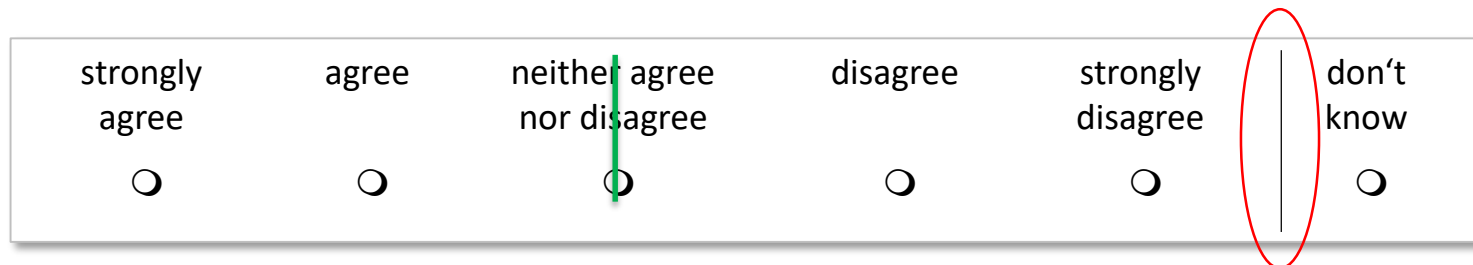 strongly agree
agree
neither agree nor disagree
disagree
strongly disagree
don‘t know